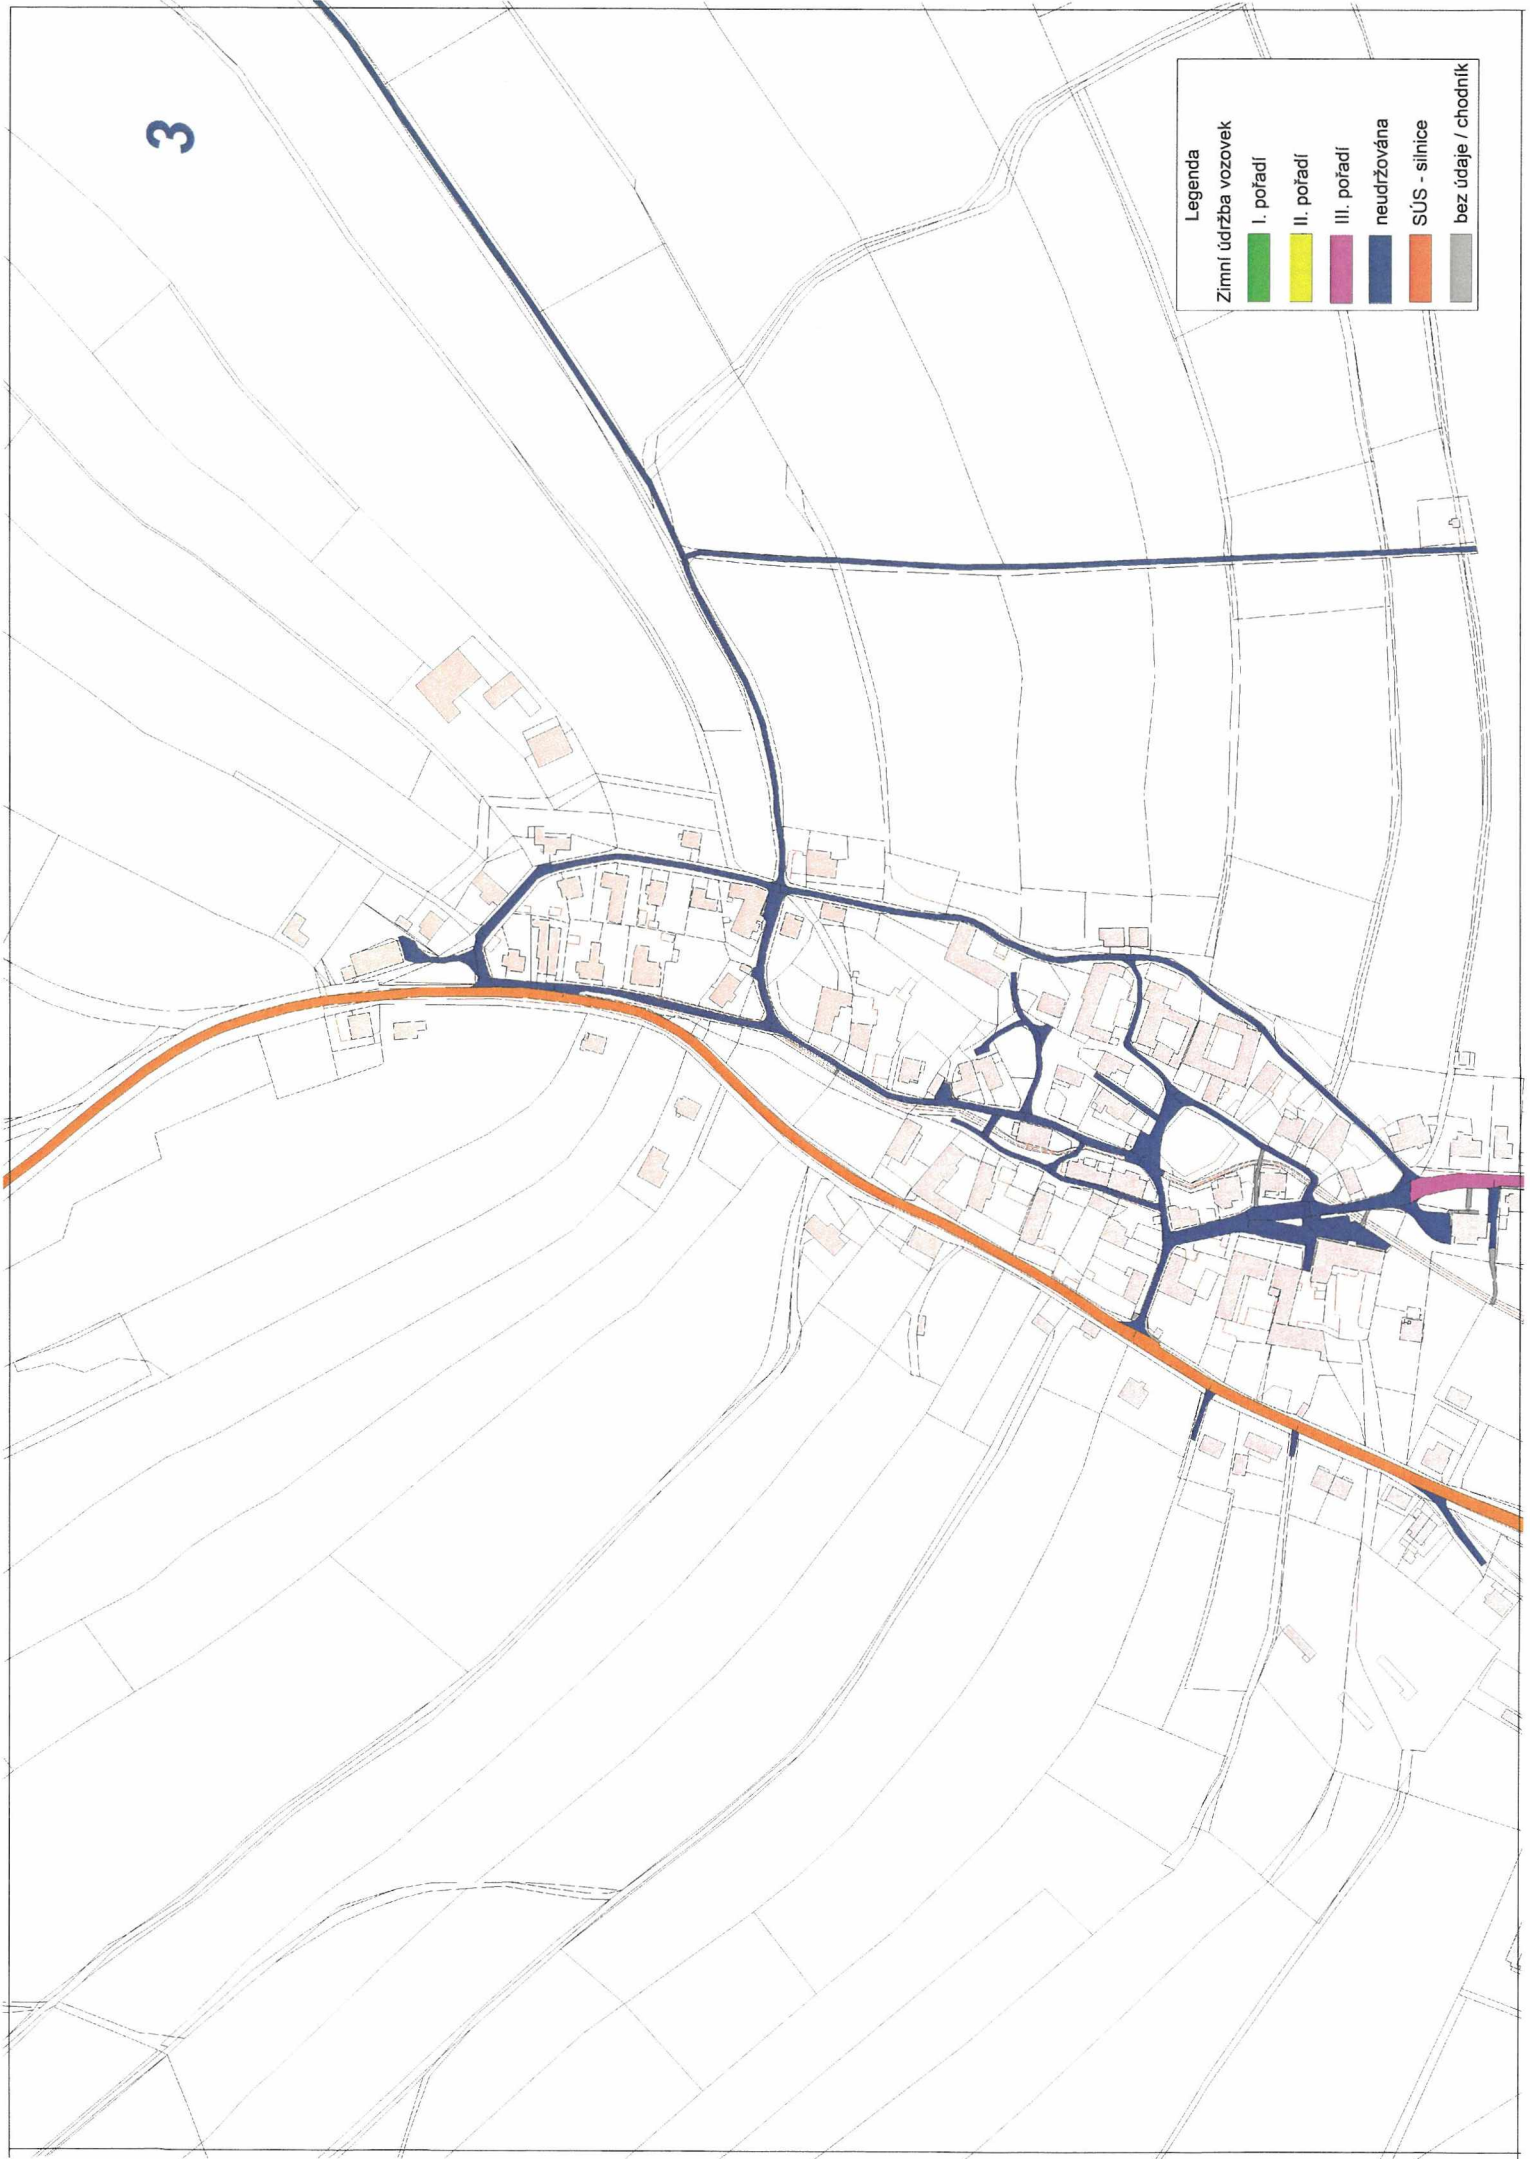 3
Legenda
Zimní údržba vozovek
I. pořadí
II. pořadí
III. pořadí
neudržována
SÚS - silnice
bez údaje / chodník